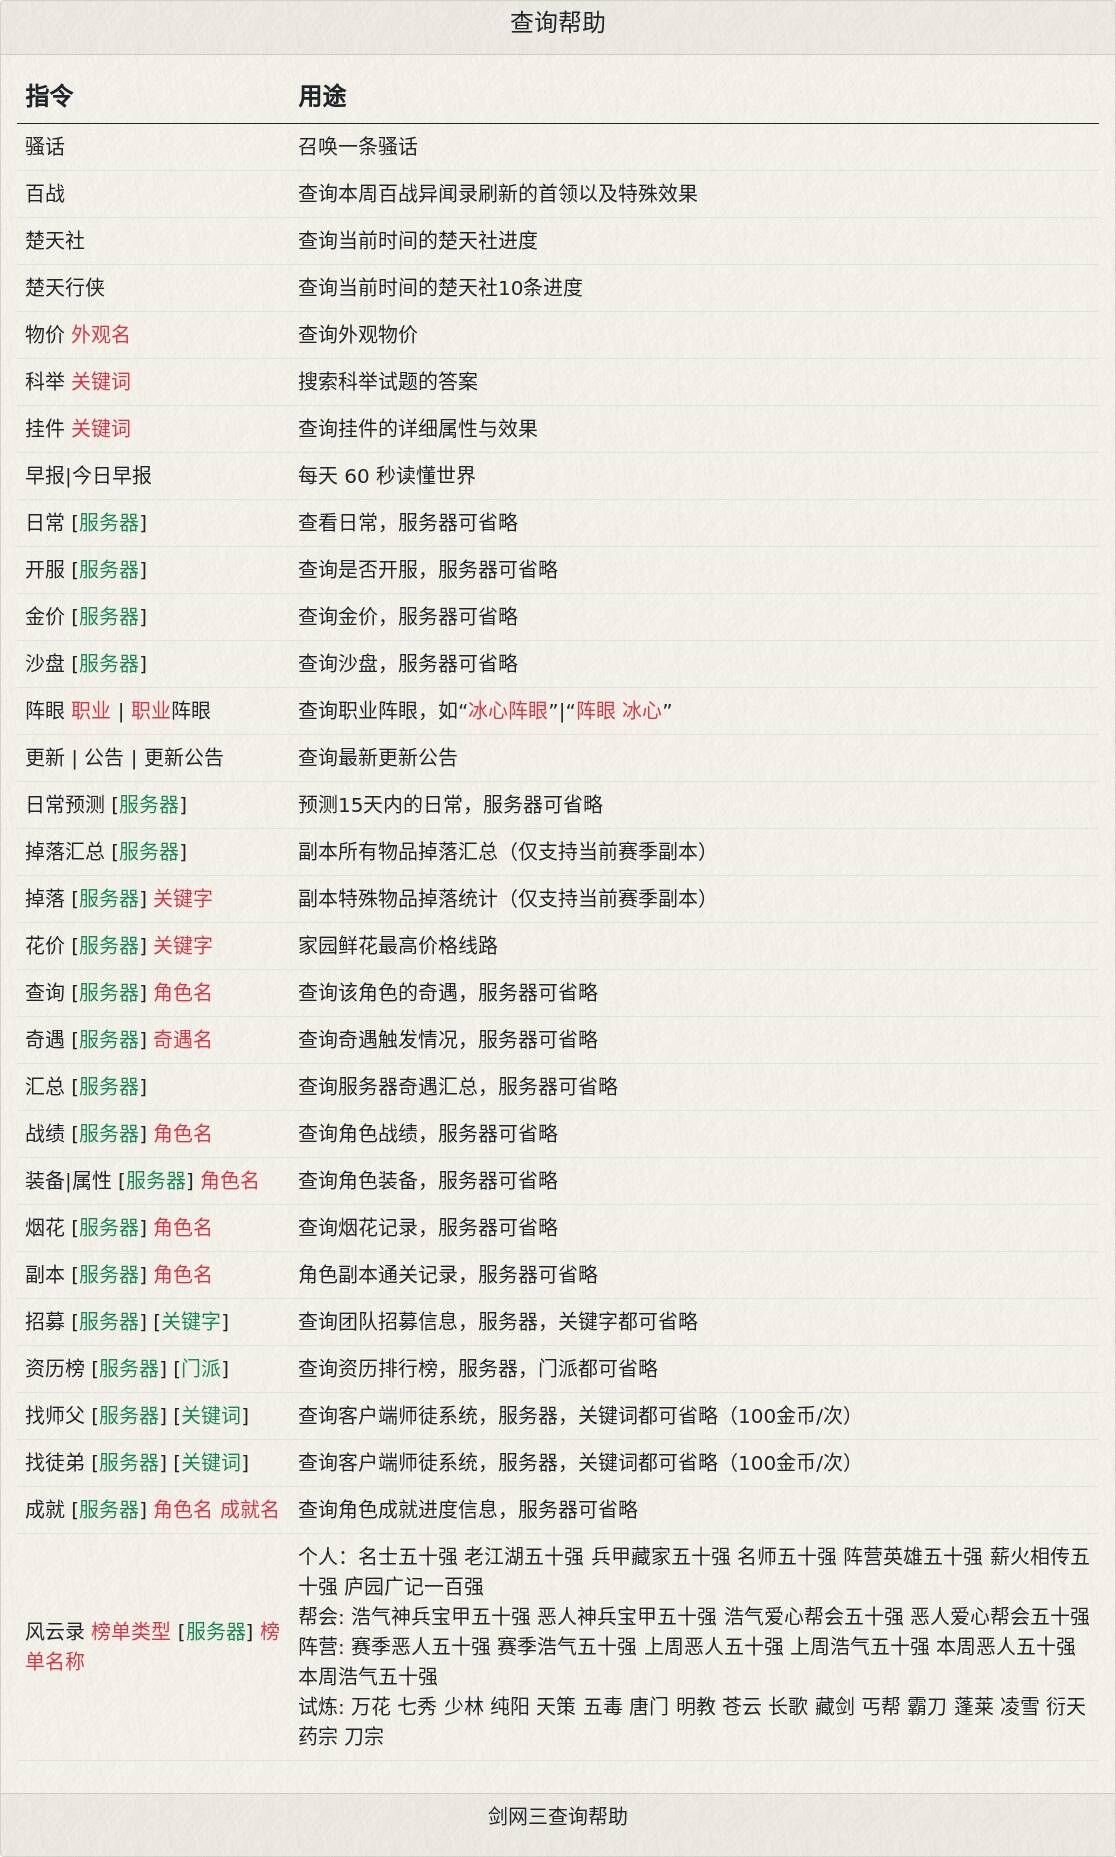 查询帮助
指令 用途
骚话 召唤一条骚话
百战 查询本周百战异闻录刷新的首领以及特殊效果
楚天社 查询当前时间的楚天社进度
楚天行侠 查询当前时间的楚天社10条进度
物价 外观名 查询外观物价
科举 关键词 搜索科举试题的答案
挂件 关键词 查询挂件的详细属性与效果
早报|今日早报 每天 60 秒读懂世界
日常 [服务器] 查看日常，服务器可省略
开服 [服务器] 查询是否开服，服务器可省略
金价 [服务器] 查询金价，服务器可省略
沙盘 [服务器] 查询沙盘，服务器可省略
阵眼 职业 | 职业阵眼 查询职业阵眼，如“冰心阵眼”|“阵眼 冰心”
更新 | 公告 | 更新公告 查询最新更新公告
日常预测 [服务器] 预测15天内的日常，服务器可省略
掉落汇总 [服务器] 副本所有物品掉落汇总（仅支持当前赛季副本）
掉落 [服务器] 关键字 副本特殊物品掉落统计（仅支持当前赛季副本）
花价 [服务器] 关键字 家园鲜花最高价格线路
查询 [服务器] 角色名 查询该角色的奇遇，服务器可省略
奇遇 [服务器] 奇遇名 查询奇遇触发情况，服务器可省略
汇总 [服务器] 查询服务器奇遇汇总，服务器可省略
战绩 [服务器] 角色名 查询角色战绩，服务器可省略
装备|属性 [服务器] 角色名 查询角色装备，服务器可省略
烟花 [服务器] 角色名 查询烟花记录，服务器可省略
副本 [服务器] 角色名 角色副本通关记录，服务器可省略
招募 [服务器] [关键字] 查询团队招募信息，服务器，关键字都可省略
资历榜 [服务器] [门派] 查询资历排行榜，服务器，门派都可省略
找师父 [服务器] [关键词] 查询客户端师徒系统，服务器，关键词都可省略（100金币/次）
找徒弟 [服务器] [关键词] 查询客户端师徒系统，服务器，关键词都可省略（100金币/次）
成就 [服务器] 角色名 成就名 查询角色成就进度信息，服务器可省略
风云录 榜单类型 [服务器] 榜
单名称
个人：名士五十强 老江湖五十强 兵甲藏家五十强 名师五十强 阵营英雄五十强 薪火相传五
十强 庐园广记一百强
帮会: 浩气神兵宝甲五十强 恶人神兵宝甲五十强 浩气爱心帮会五十强 恶人爱心帮会五十强
阵营: 赛季恶人五十强 赛季浩气五十强 上周恶人五十强 上周浩气五十强 本周恶人五十强
本周浩气五十强
试炼: 万花 七秀 少林 纯阳 天策 五毒 唐门 明教 苍云 长歌 藏剑 丐帮 霸刀 蓬莱 凌雪 衍天
药宗 刀宗
剑网三查询帮助